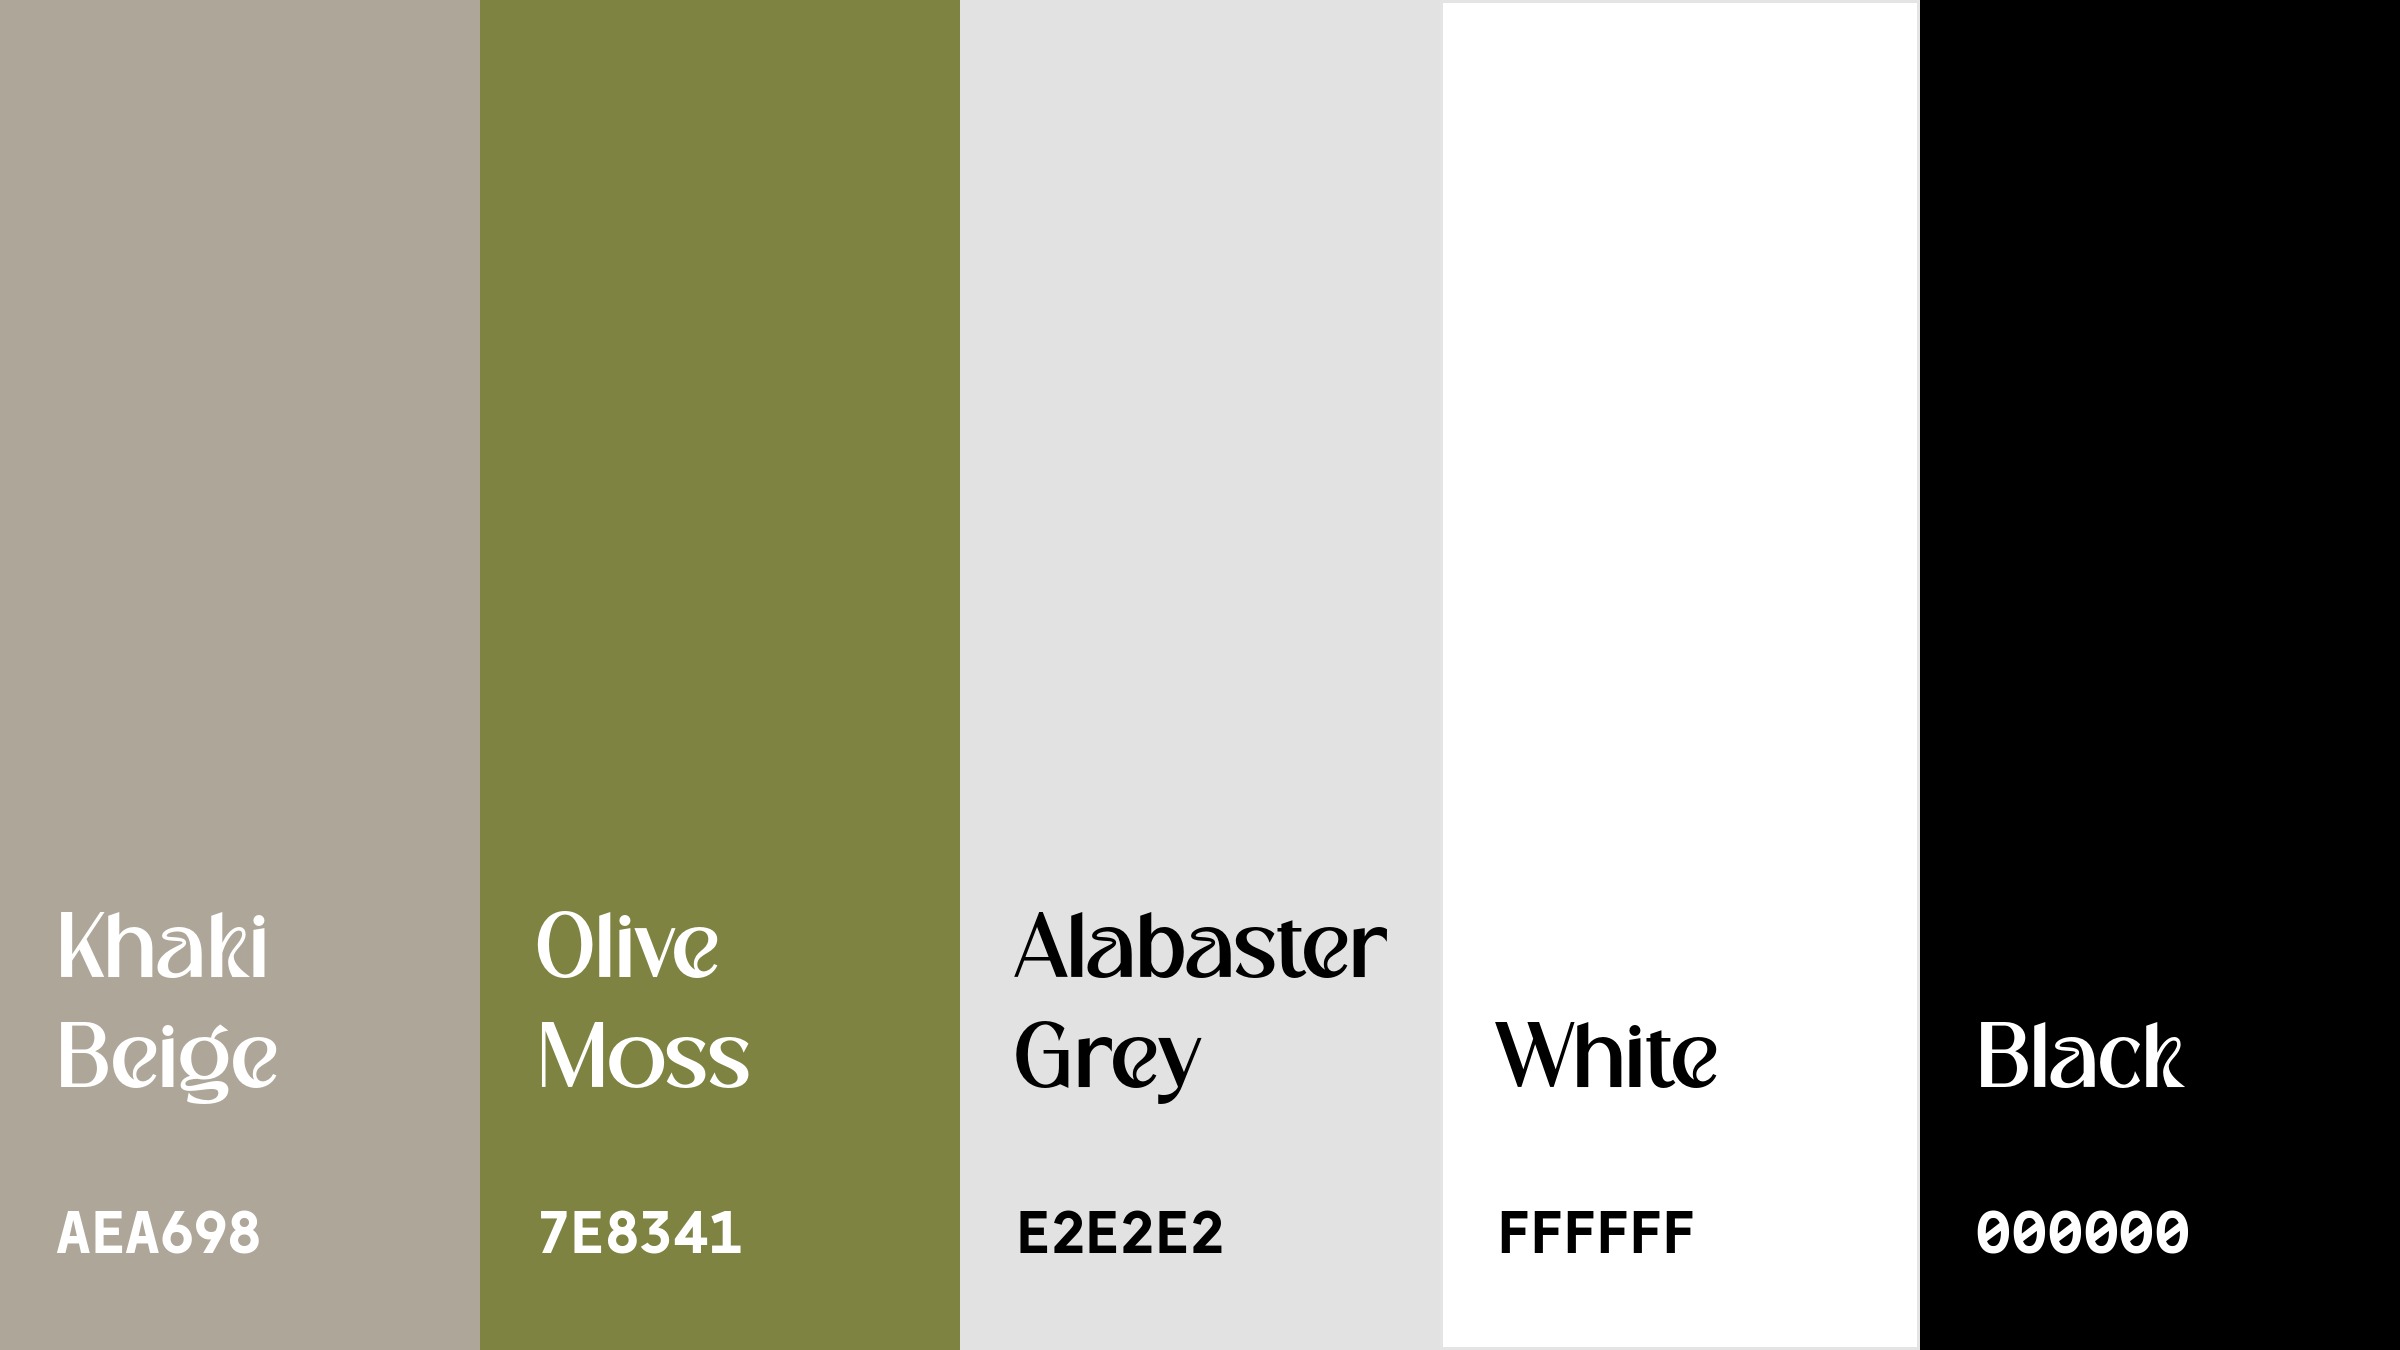 Khaki
Beige
AEA698
Olive
Moss
7E8341
Alabaster
Grey
E2E2E2
White
FFFFFF
Black
000000